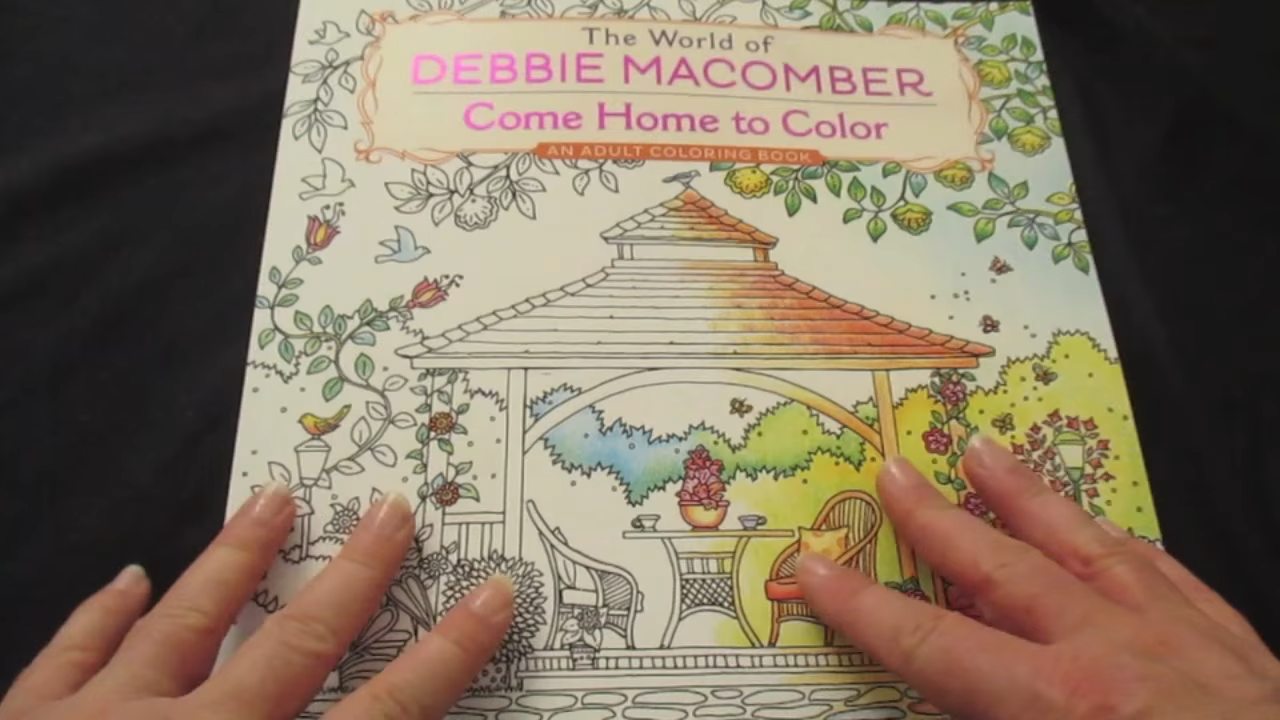 The World of
DEBBIE MACOMBER
Come Home to Color
AN ADULT COLORING BOOK